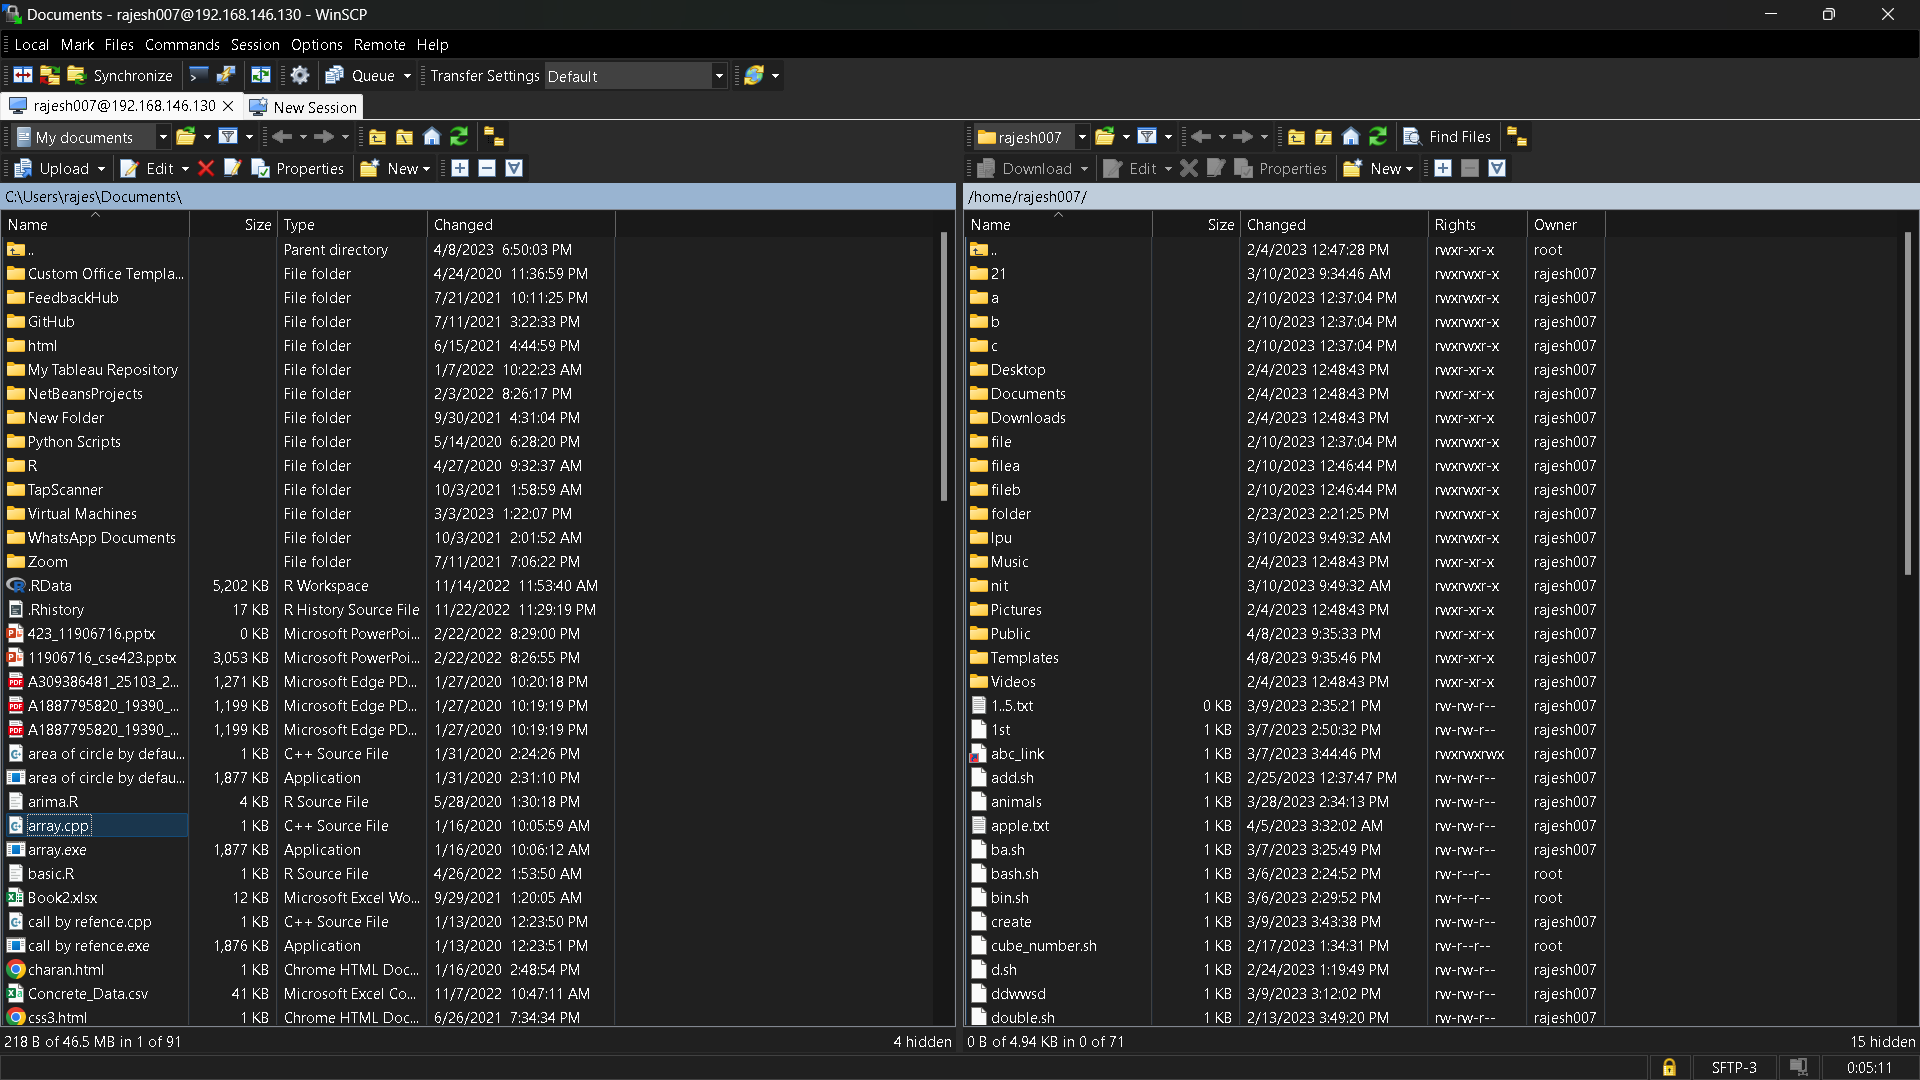 Documents - rajesh007@192.168.146.130 - WinSCP
Local Mark Files Commands Session Options Remote Help
Synchronize Queue Transfer Settings Default
rajesh007@192.168.146.130 New Session
My documents
Upload Edit Properties New
C:\Users\rajes\Documents\
Name Size Type Changed
.. Parent directory 4/8/2023 6:50:03 PM
Custom Office Templa... File folder 4/24/2020 11:36:59 PM
FeedbackHub File folder 7/21/2021 10:11:25 PM
GitHub File folder 7/11/2021 3:22:33 PM
html File folder 6/15/2021 4:44:59 PM
My Tableau Repository File folder 1/7/2022 10:22:23 AM
NetBeansProjects File folder 2/3/2022 8:26:17 PM
New Folder File folder 9/30/2021 4:31:04 PM
Python Scripts File folder 5/14/2020 6:28:20 PM
R File folder 4/27/2020 9:32:37 AM
TapScanner File folder 10/3/2021 1:58:59 AM
Virtual Machines File folder 3/3/2023 1:22:07 PM
WhatsApp Documents File folder 10/3/2021 2:01:52 AM
Zoom File folder 7/11/2021 7:06:22 PM
.RData 5,202 KB R Workspace 11/14/2022 11:53:40 AM
.Rhistory 17 KB R History Source File 11/22/2022 11:29:19 PM
423_11906716.pptx 0 KB Microsoft PowerPoi... 2/22/2022 8:29:00 PM
11906716_cse423.pptx 3,053 KB Microsoft PowerPoi... 2/22/2022 8:26:55 PM
A309386481_25103_2... 1,271 KB Microsoft Edge PD... 1/27/2020 10:20:18 PM
A1887795820_19390_... 1,199 KB Microsoft Edge PD... 1/27/2020 10:19:19 PM
A1887795820_19390_... 1,199 KB Microsoft Edge PD... 1/27/2020 10:19:19 PM
area of circle by defau... 1 KB C++ Source File 1/31/2020 2:24:26 PM
area of circle by defau... 1,877 KB Application 1/31/2020 2:31:10 PM
arima.R 4 KB R Source File 5/28/2020 1:30:18 PM
array.cpp 1 KB C++ Source File 1/16/2020 10:05:59 AM
array.exe 1,877 KB Application 1/16/2020 10:06:12 AM
basic.R 1 KB R Source File 4/26/2022 1:53:50 AM
Book2.xlsx 12 KB Microsoft Excel Wo... 9/29/2021 1:20:05 AM
call by refence.cpp 1 KB C++ Source File 1/13/2020 12:23:50 PM
call by refence.exe 1,876 KB Application 1/13/2020 12:23:51 PM
charan.html 1 KB Chrome HTML Doc... 1/16/2020 2:48:54 PM
Concrete_Data.csv 41 KB Microsoft Excel Co... 11/7/2022 10:47:11 AM
css3.html 1 KB Chrome HTML Doc... 6/26/2021 7:34:34 PM
218 B of 46.5 MB in 1 of 91 4 hidden
rajesh007 Find Files
Download Edit Properties New
/home/rajesh007/
Name Size Changed Rights Owner
.. 2/4/2023 12:47:28 PM rwxr-xr-x root
21 3/10/2023 9:34:46 AM rwxrwxr-x rajesh007
a 2/10/2023 12:37:04 PM rwxrwxr-x rajesh007
b 2/10/2023 12:37:04 PM rwxrwxr-x rajesh007
c 2/10/2023 12:37:04 PM rwxrwxr-x rajesh007
Desktop 2/4/2023 12:48:43 PM rwxr-xr-x rajesh007
Documents 2/4/2023 12:48:43 PM rwxr-xr-x rajesh007
Downloads 2/4/2023 12:48:43 PM rwxr-xr-x rajesh007
file 2/10/2023 12:37:04 PM rwxrwxr-x rajesh007
filea 2/10/2023 12:46:44 PM rwxrwxr-x rajesh007
fileb 2/10/2023 12:46:44 PM rwxrwxr-x rajesh007
folder 2/23/2023 2:21:25 PM rwxrwxr-x rajesh007
lpu 3/10/2023 9:49:32 AM rwxrwxr-x rajesh007
Music 2/4/2023 12:48:43 PM rwxr-xr-x rajesh007
nit 3/10/2023 9:49:32 AM rwxrwxr-x rajesh007
Pictures 2/4/2023 12:48:43 PM rwxr-xr-x rajesh007
Public 4/8/2023 9:35:33 PM rwxr-xr-x rajesh007
Templates 4/8/2023 9:35:46 PM rwxr-xr-x rajesh007
Videos 2/4/2023 12:48:43 PM rwxr-xr-x rajesh007
1..5.txt 0 KB 3/9/2023 2:35:21 PM rw-rw-r-- rajesh007
1st 1 KB 3/7/2023 2:50:32 PM rw-rw-r-- rajesh007
abc_link 1 KB 3/7/2023 3:44:46 PM rwxrwxrwx rajesh007
add.sh 1 KB 2/25/2023 12:37:47 PM rw-rw-r-- rajesh007
animals 1 KB 3/28/2023 2:34:13 PM rw-rw-r-- rajesh007
apple.txt 1 KB 4/5/2023 3:32:02 AM rw-rw-r-- rajesh007
ba.sh 1 KB 3/7/2023 3:25:49 PM rw-rw-r-- rajesh007
bash.sh 1 KB 3/6/2023 2:24:52 PM rw-r--r-- root
bin.sh 1 KB 3/6/2023 2:29:52 PM rw-r--r-- root
create 1 KB 3/9/2023 3:43:38 PM rw-rw-r-- rajesh007
cube_number.sh 1 KB 2/17/2023 1:34:31 PM rw-r--r-- root
d.sh 1 KB 2/24/2023 1:19:49 PM rw-rw-r-- rajesh007
ddwwsd 1 KB 3/9/2023 3:12:02 PM rw-rw-r-- rajesh007
double.sh 1 KB 2/13/2023 3:49:20 PM rw-rw-r-- rajesh007
0 B of 4.94 KB in 0 of 71 15 hidden
SFTP-3 0:05:11